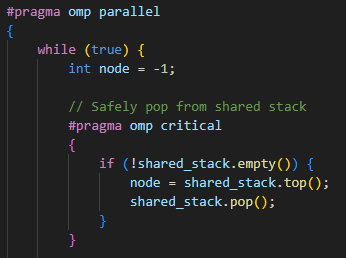 #pragma omp parallel
{
    while (true) {
        int node = -1;

        // Safely pop from shared stack
        #pragma omp critical
        {
            if (!shared_stack.empty()) {
                node = shared_stack.top();
                shared_stack.pop();
            }
        }